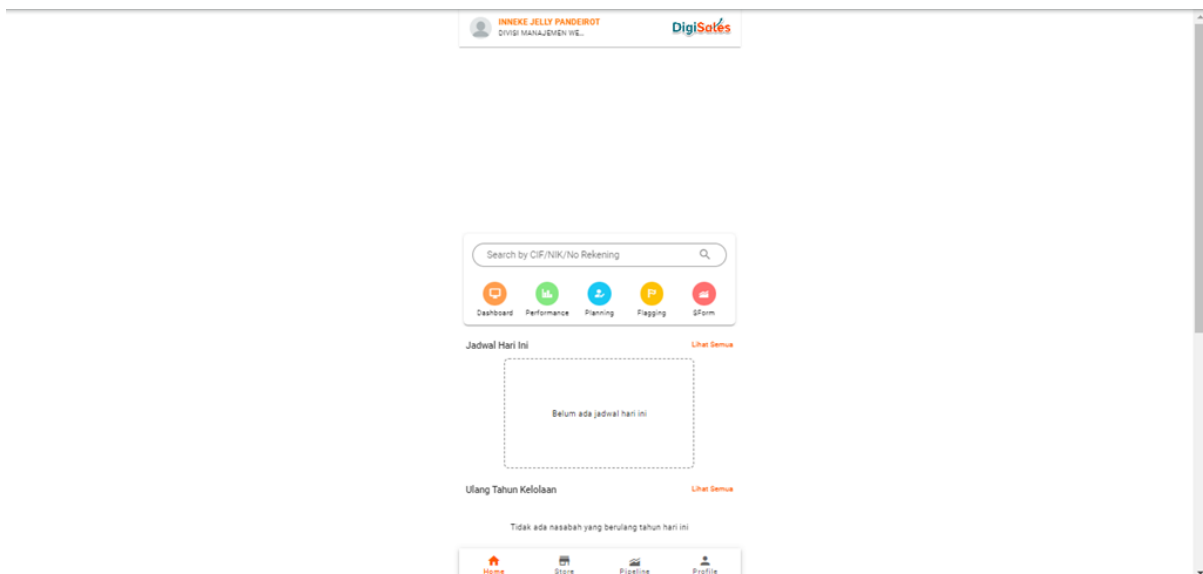 INNEKE JELLY PANDEIROT
DIVISI MANAJEMEN WE...
DigiSales
Search by CIF/NIK/No Rekening
Dashboard Performance Planning Flagging BForm
Jadwal Hari Ini Lihat Semua
Belum ada jadwal hari ini
Ulang Tahun Kelolaan Lihat Semua
Tidak ada nasabah yang berulang tahun hari ini
Home Store Pipeline Profile